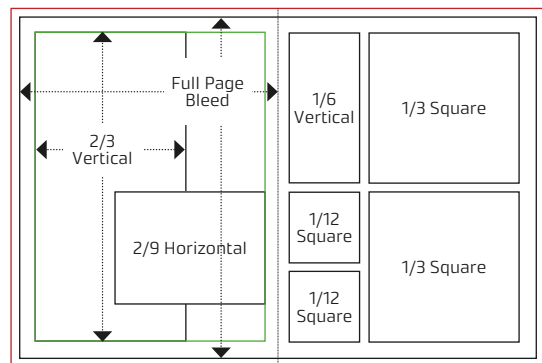 Full Page
Bleed
2/3
Vertical
2/9 Horizontal
1/6
Vertical
1/3 Square
1/12
Square
1/3 Square
1/12
Square